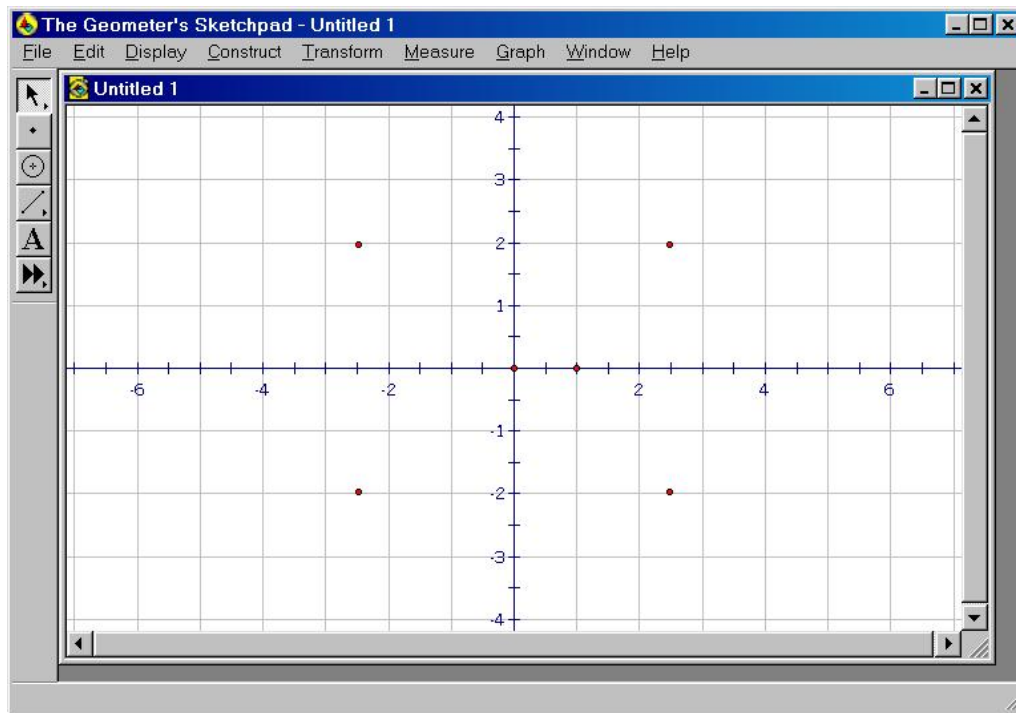 The Geometer's Sketchpad - Untitled 1
File Edit Display Construct Transform Measure Graph Window Help
Untitled 1
A
4
3
2
1
-6 -4 -2 2 4 6
-1
-2
-3
-4